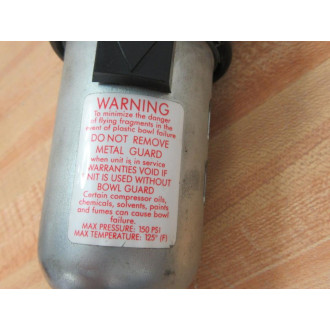 WARNING
To minimize the danger
of flying fragments in the
event of plastic bowl failure
DO NOT REMOVE
METAL GUARD
when unit is in service
WARRANTIES VOID IF
UNIT IS USED WITHOUT
BOWL GUARD
Certain compressor oils,
chemicals, solvents, paints,
and fumes can cause bowl
failure.
MAX PRESSURE: 150 PSI
MAX TEMPERATURE: 125° (F)